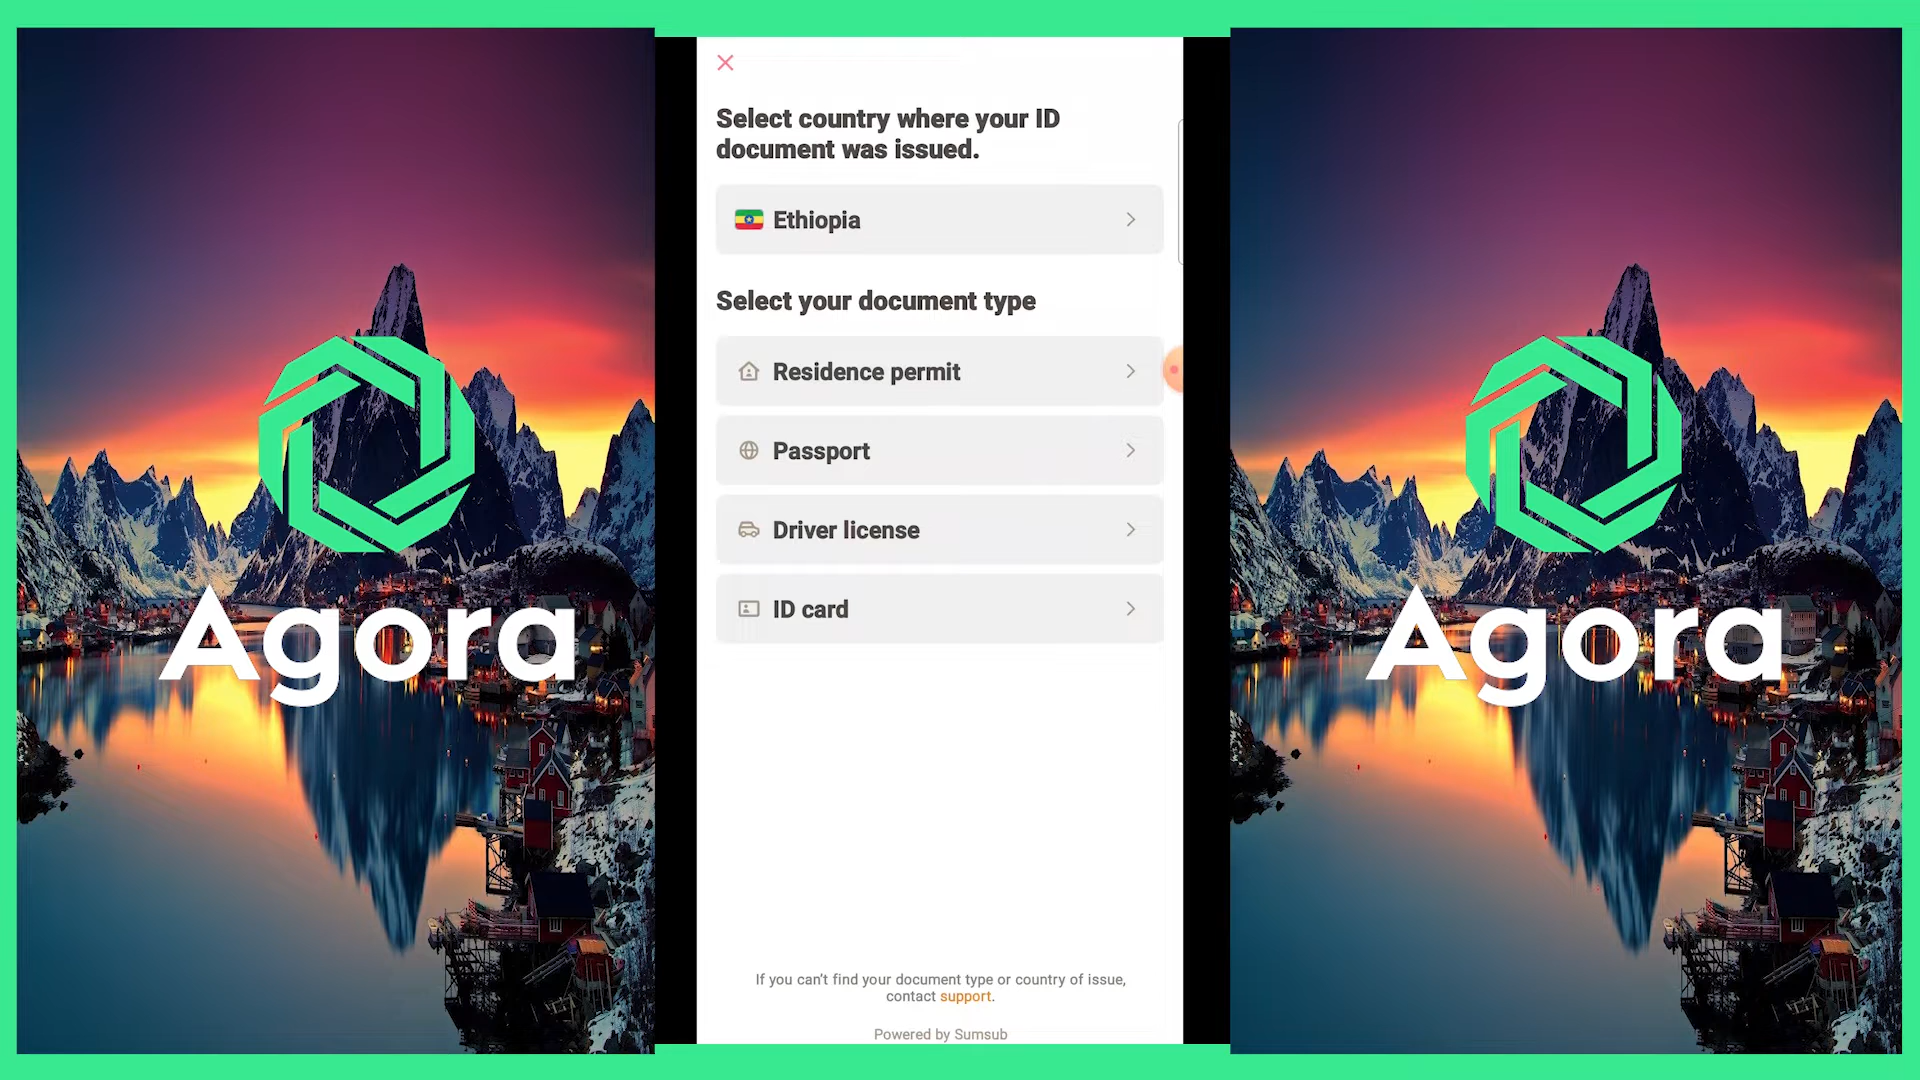 Agora
Select country where your ID
document was issued.
Ethiopia
Select your document type
Residence permit
Passport
Driver license
ID card
If you can’t find your document type or country of issue,
contact support.
Powered by Sumsub
Agora